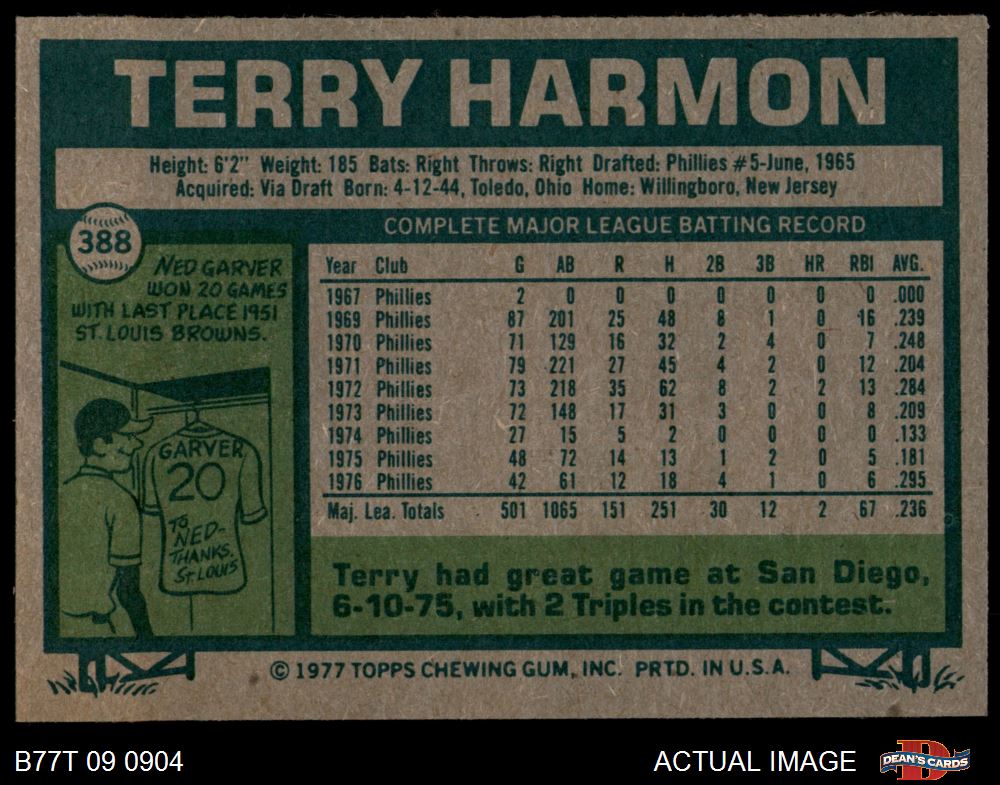 TERRY HARMON
Height: 6'2" Weight: 185 Bats: Right Throws: Right Drafted: Phillies #5-June, 1965
Acquired: Via Draft Born: 4-12-44, Toledo, Ohio Home: Willingboro, New Jersey
388
NED GARVER
WON 20 GAMES
WITH LAST PLACE 1951
ST. LOUIS BROWNS.
GARVER
20
TO
NED-
THANKS.
ST. LOUIS
COMPLETE MAJOR LEAGUE BATTING RECORD
Year Club G AB R H 2B 3B HR RBI AVG.
1967 Phillies 2 0 0 0 0 0 0 0 .000
1969 Phillies 87 201 25 48 8 1 0 16 .239
1970 Phillies 71 129 16 32 2 4 0 7 .248
1971 Phillies 79 221 27 45 4 2 0 12 .204
1972 Phillies 73 218 35 62 8 2 2 13 .284
1973 Phillies 72 148 17 31 3 0 0 8 .209
1974 Phillies 27 15 5 2 0 0 0 0 .133
1975 Phillies 48 72 14 13 1 2 0 5 .181
1976 Phillies 42 61 12 18 4 1 0 6 .295
Maj. Lea. Totals 501 1065 151 251 30 12 2 67 .236
Terry had great game at San Diego,
6-10-75, with 2 Triples in the contest.
© 1977 TOPPS CHEWING GUM, INC. PRTD. IN U.S.A.
B77T 09 0904
ACTUAL IMAGE
D
DEAN'S CARDS